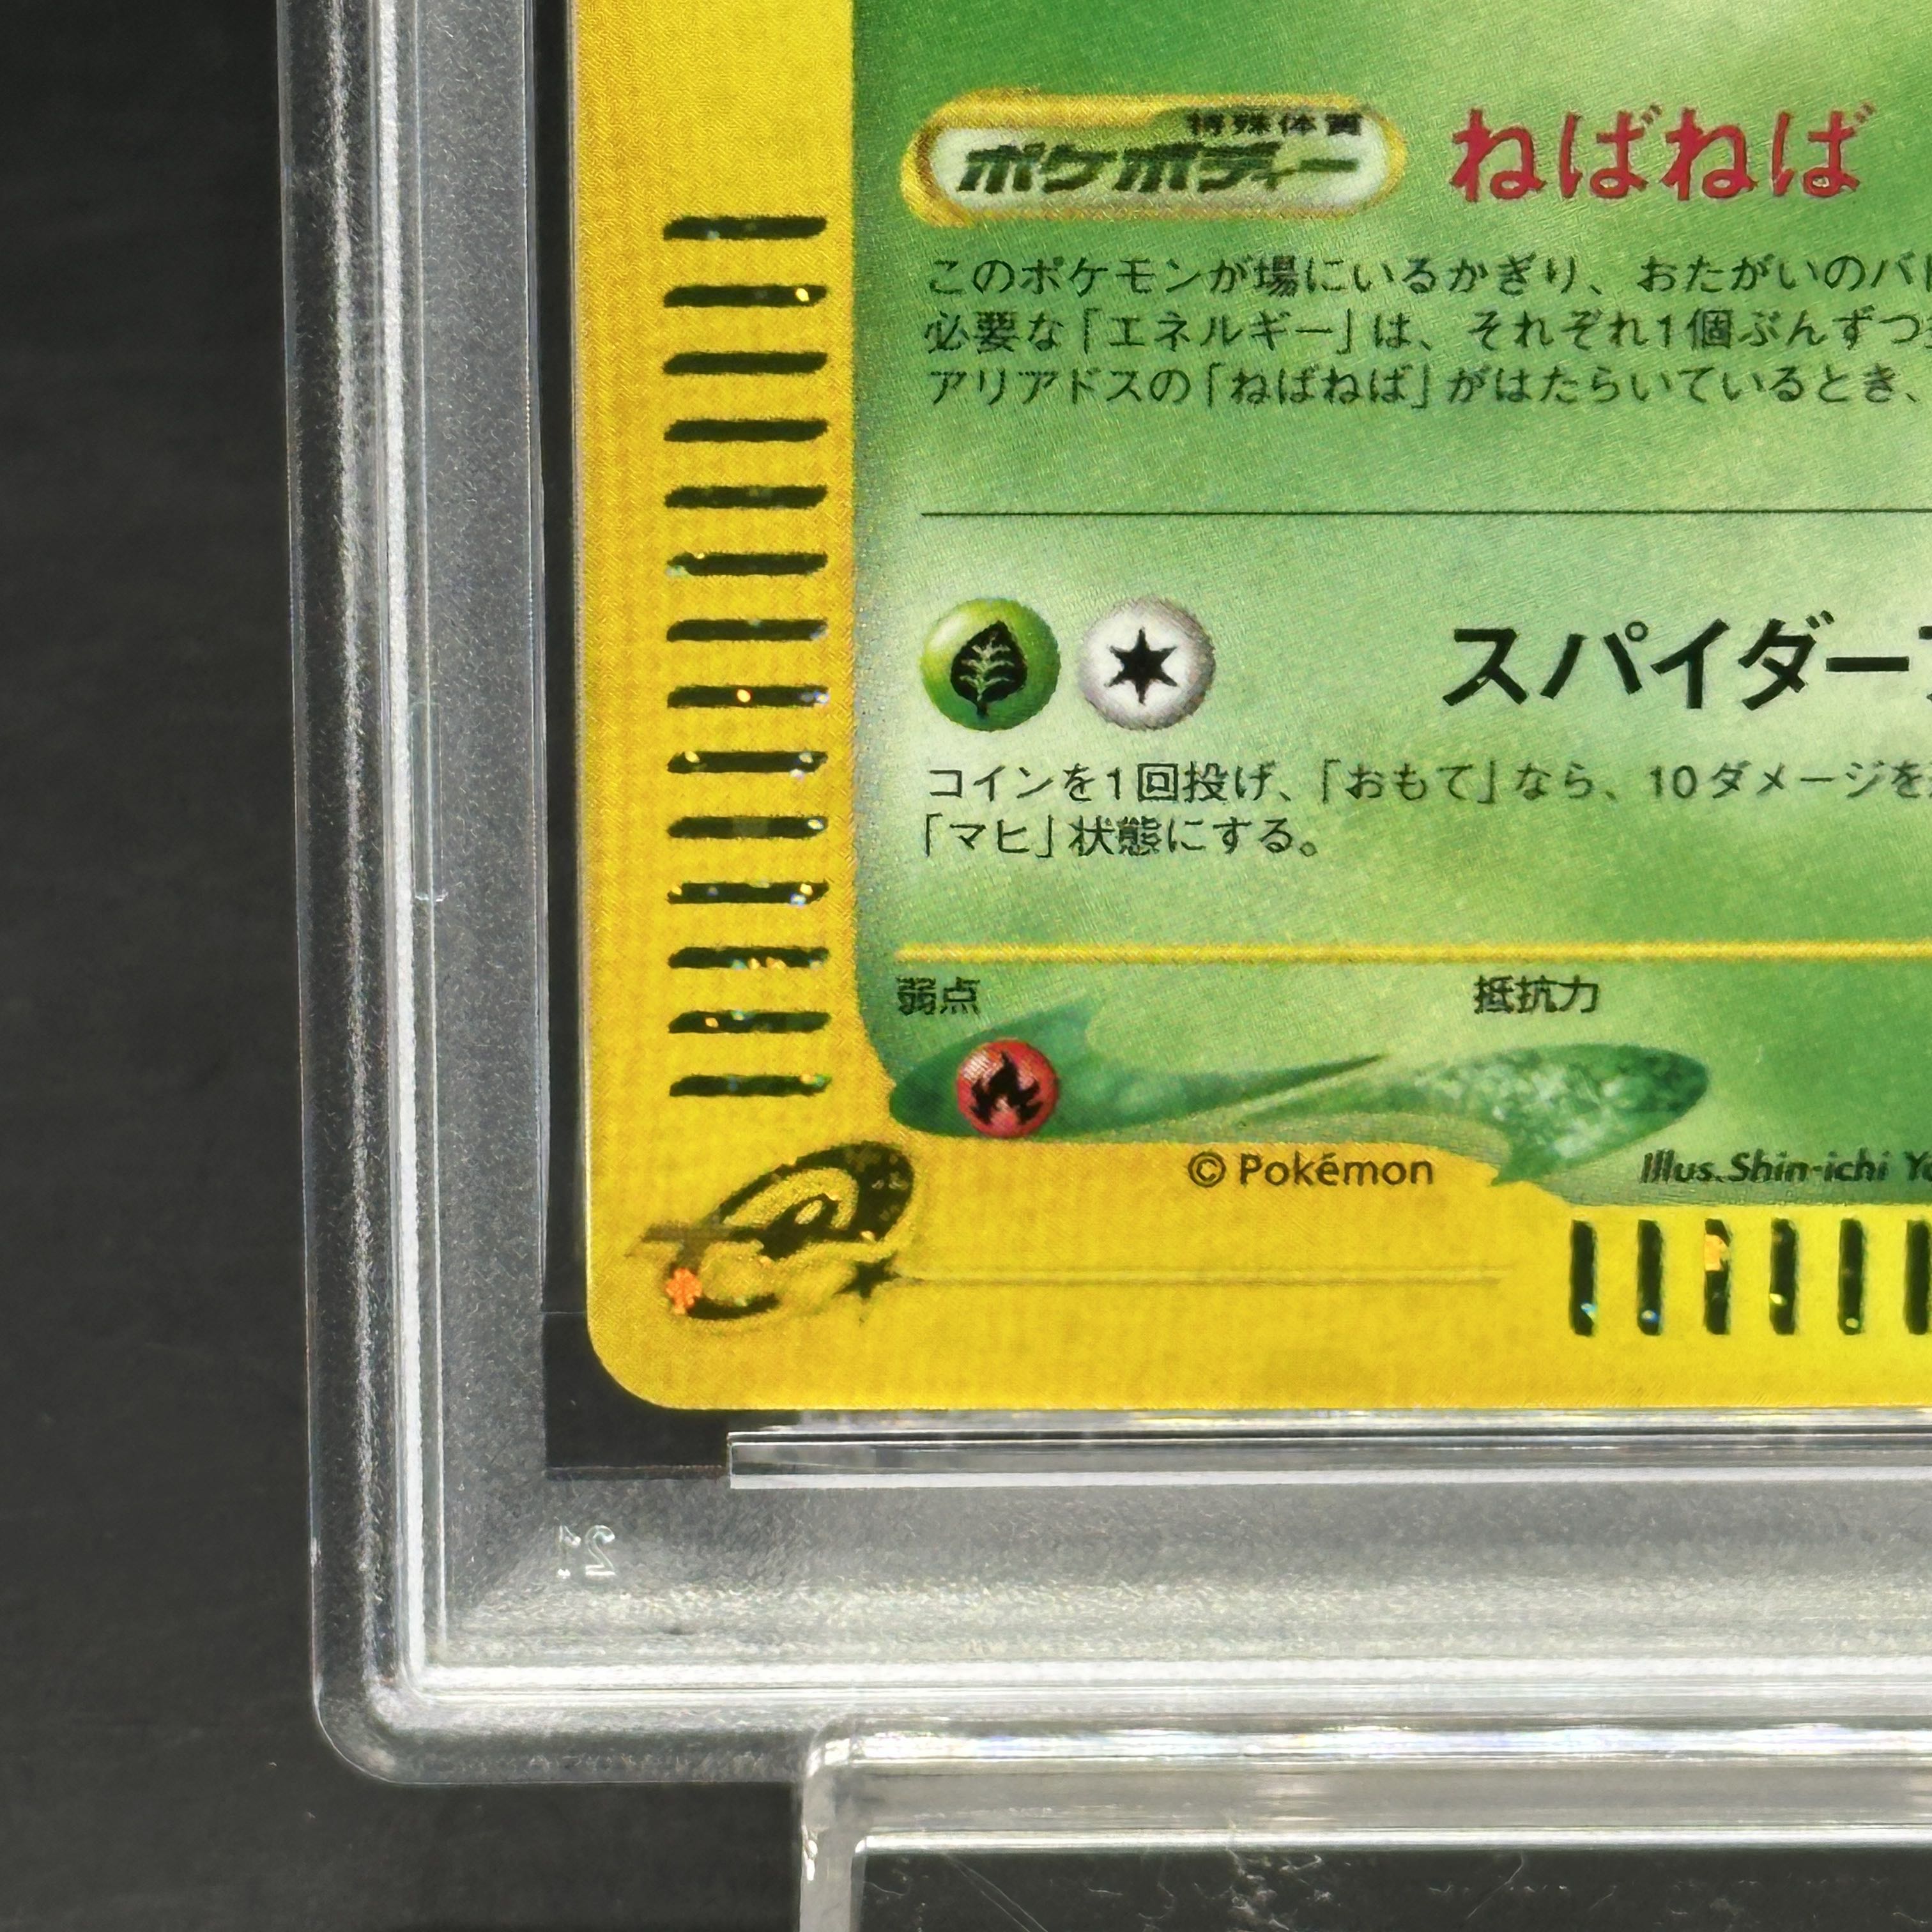 特殊体質
ポケボディー ねばねば
このポケモンが場にいるかぎり、おたがいのバ
必要な「エネルギー」は、それぞれ1個ぶんずつ
アリアドスの「ねばねば」がはたらいているとき、
スパイダー
コインを1回投げ、「おもて」なら、10ダメージを
「マヒ」状態にする。
弱点 抵抗力
© Pokémon Illus.Shin-ichi
e
21